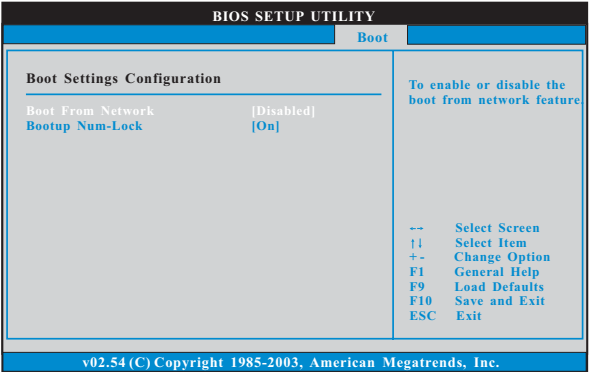 BIOS SETUP UTILITY
Boot
Boot Settings Configuration
Boot From Network [Disabled]
Bootup Num-Lock [On]
To enable or disable the
boot from network feature.
←→ Select Screen
↑↓ Select Item
+- Change Option
F1 General Help
F9 Load Defaults
F10 Save and Exit
ESC Exit
v02.54 (C) Copyright 1985-2003, American Megatrends, Inc.